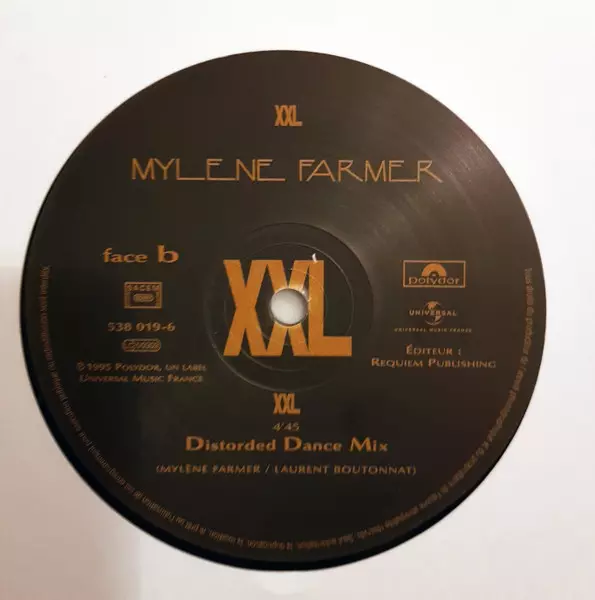 XXL
MYLENE FARMER
face b
SACEM
538 019-6
XXL
polydor
UNIVERSAL
UNIVERSAL MUSIC FRANCE
ÉDITEUR :
REQUIEM PUBLISHING
℗ 1995 POLYDOR, UN LABEL
UNIVERSAL MUSIC FRANCE
XXL
4'45
DISTORDED DANCE MIX
(MYLÈNE FARMER / LAURENT BOUTONNAT)